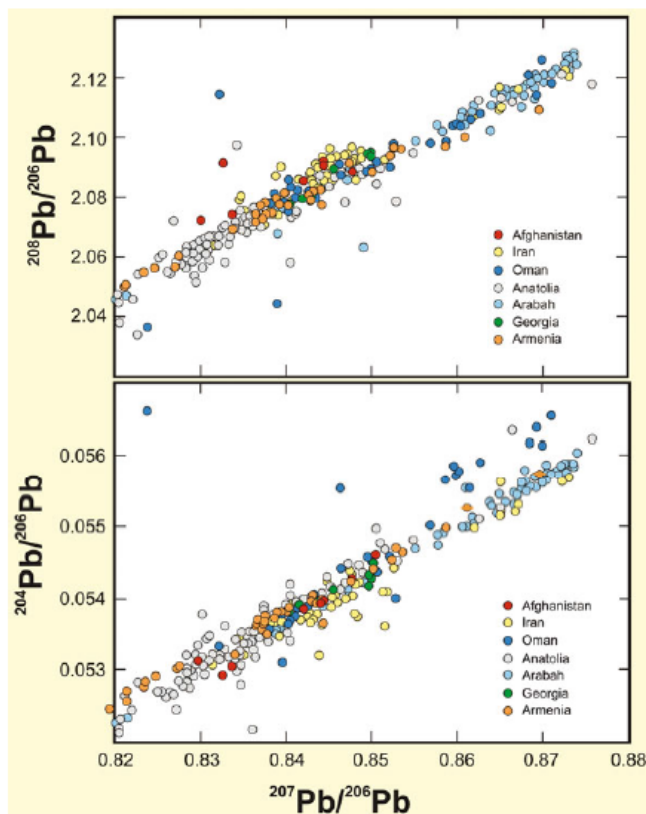 2.12
2.10
2.08
2.06
2.04
208Pb/206Pb
Afghanistan
Iran
Oman
Anatolia
Arabah
Georgia
Armenia
0.056
0.055
0.054
0.053
204Pb/206Pb
Afghanistan
Iran
Oman
Anatolia
Arabah
Georgia
Armenia
0.82 0.83 0.84 0.85 0.86 0.87 0.88
207Pb/206Pb